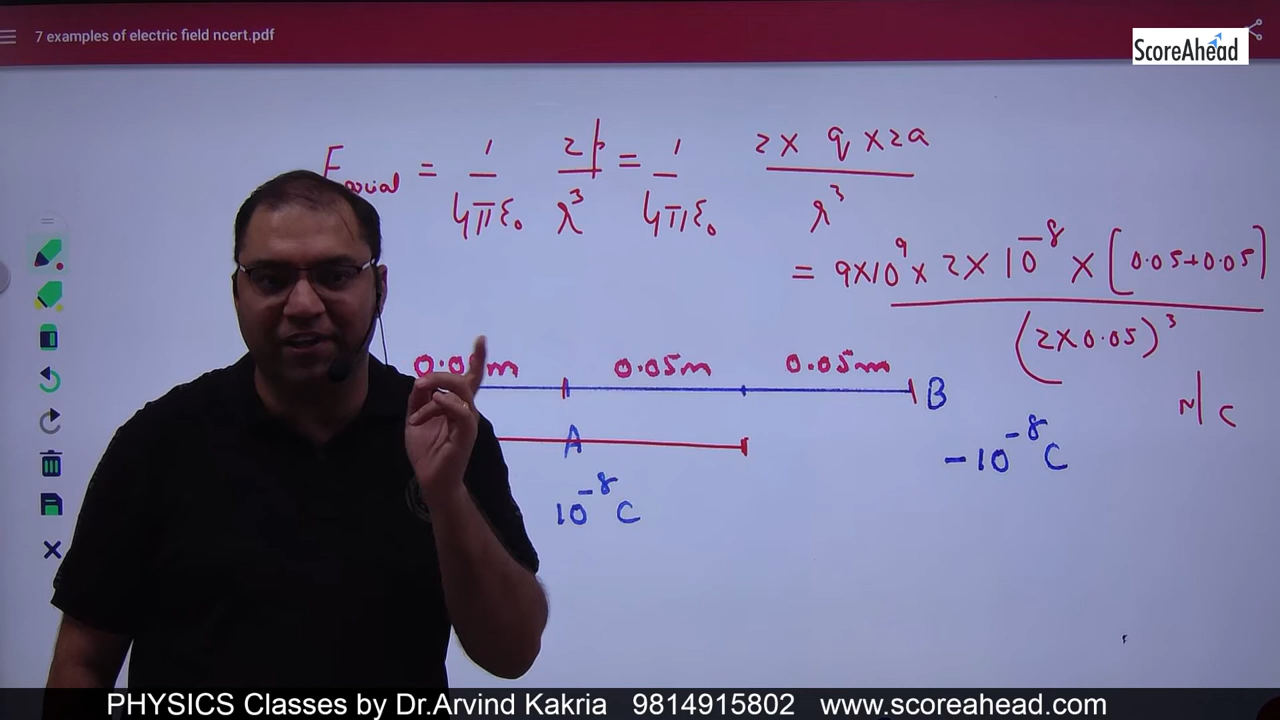 7 examples of electric field ncert.pdf
ScoreAhead
E axial = 1/4πε₀ 2p/r³ = 1/4πε₀ 2 × q × 2a/r³
= 9×10⁹ × 2 × 10⁻⁸ × [0.05+0.05]/(2×0.05)³ N/C
0.05m 0.05m B
A -10⁻⁸ C
10⁻⁸ C
PHYSICS Classes by Dr.Arvind Kakria 9814915802 www.scoreahead.com